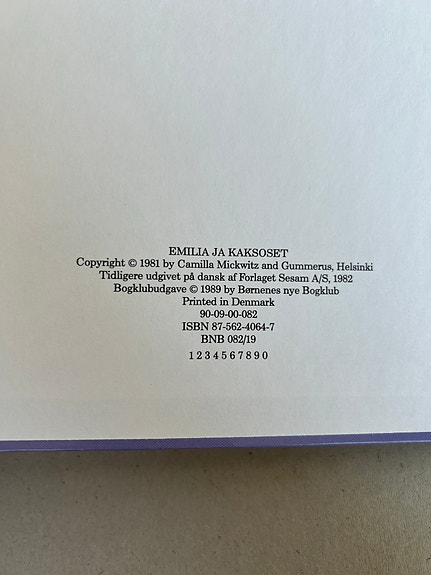 EMILIA JA KAKSOSET
Copyright © 1981 by Camilla Mickwitz and Gummerus, Helsinki
Tidligere udgivet på dansk af Forlaget Sesam A/S, 1982
Bogklubudgave © 1989 by Børnenes nye Bogklub
Printed in Denmark
90-09-00-082
ISBN 87-562-4064-7
BNB 082/19
1 2 3 4 5 6 7 8 9 0